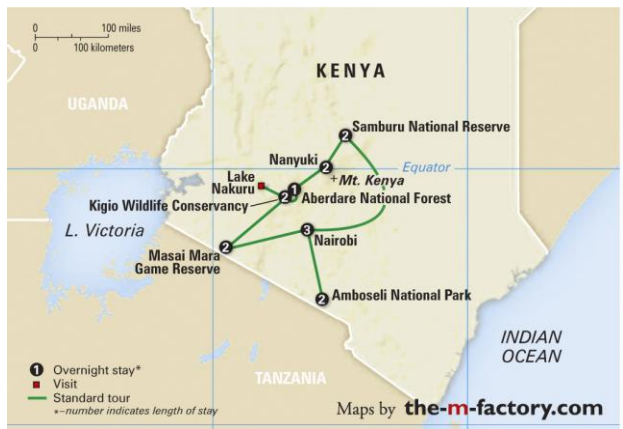 0 100 miles
0 100 kilometers
KENYA
UGANDA
Samburu National Reserve
Nanyuki
Equator
Lake
Nakuru
+Mt. Kenya
Kigio Wildlife Conservancy
Aberdare National Forest
L. Victoria
Nairobi
Masai Mara
Game Reserve
Amboseli National Park
INDIAN
OCEAN
TANZANIA
2
2
1
2
3
2
2
1 Overnight stay*
Visit
Standard tour
*–number indicates length of stay
Maps by the-m-factory.com